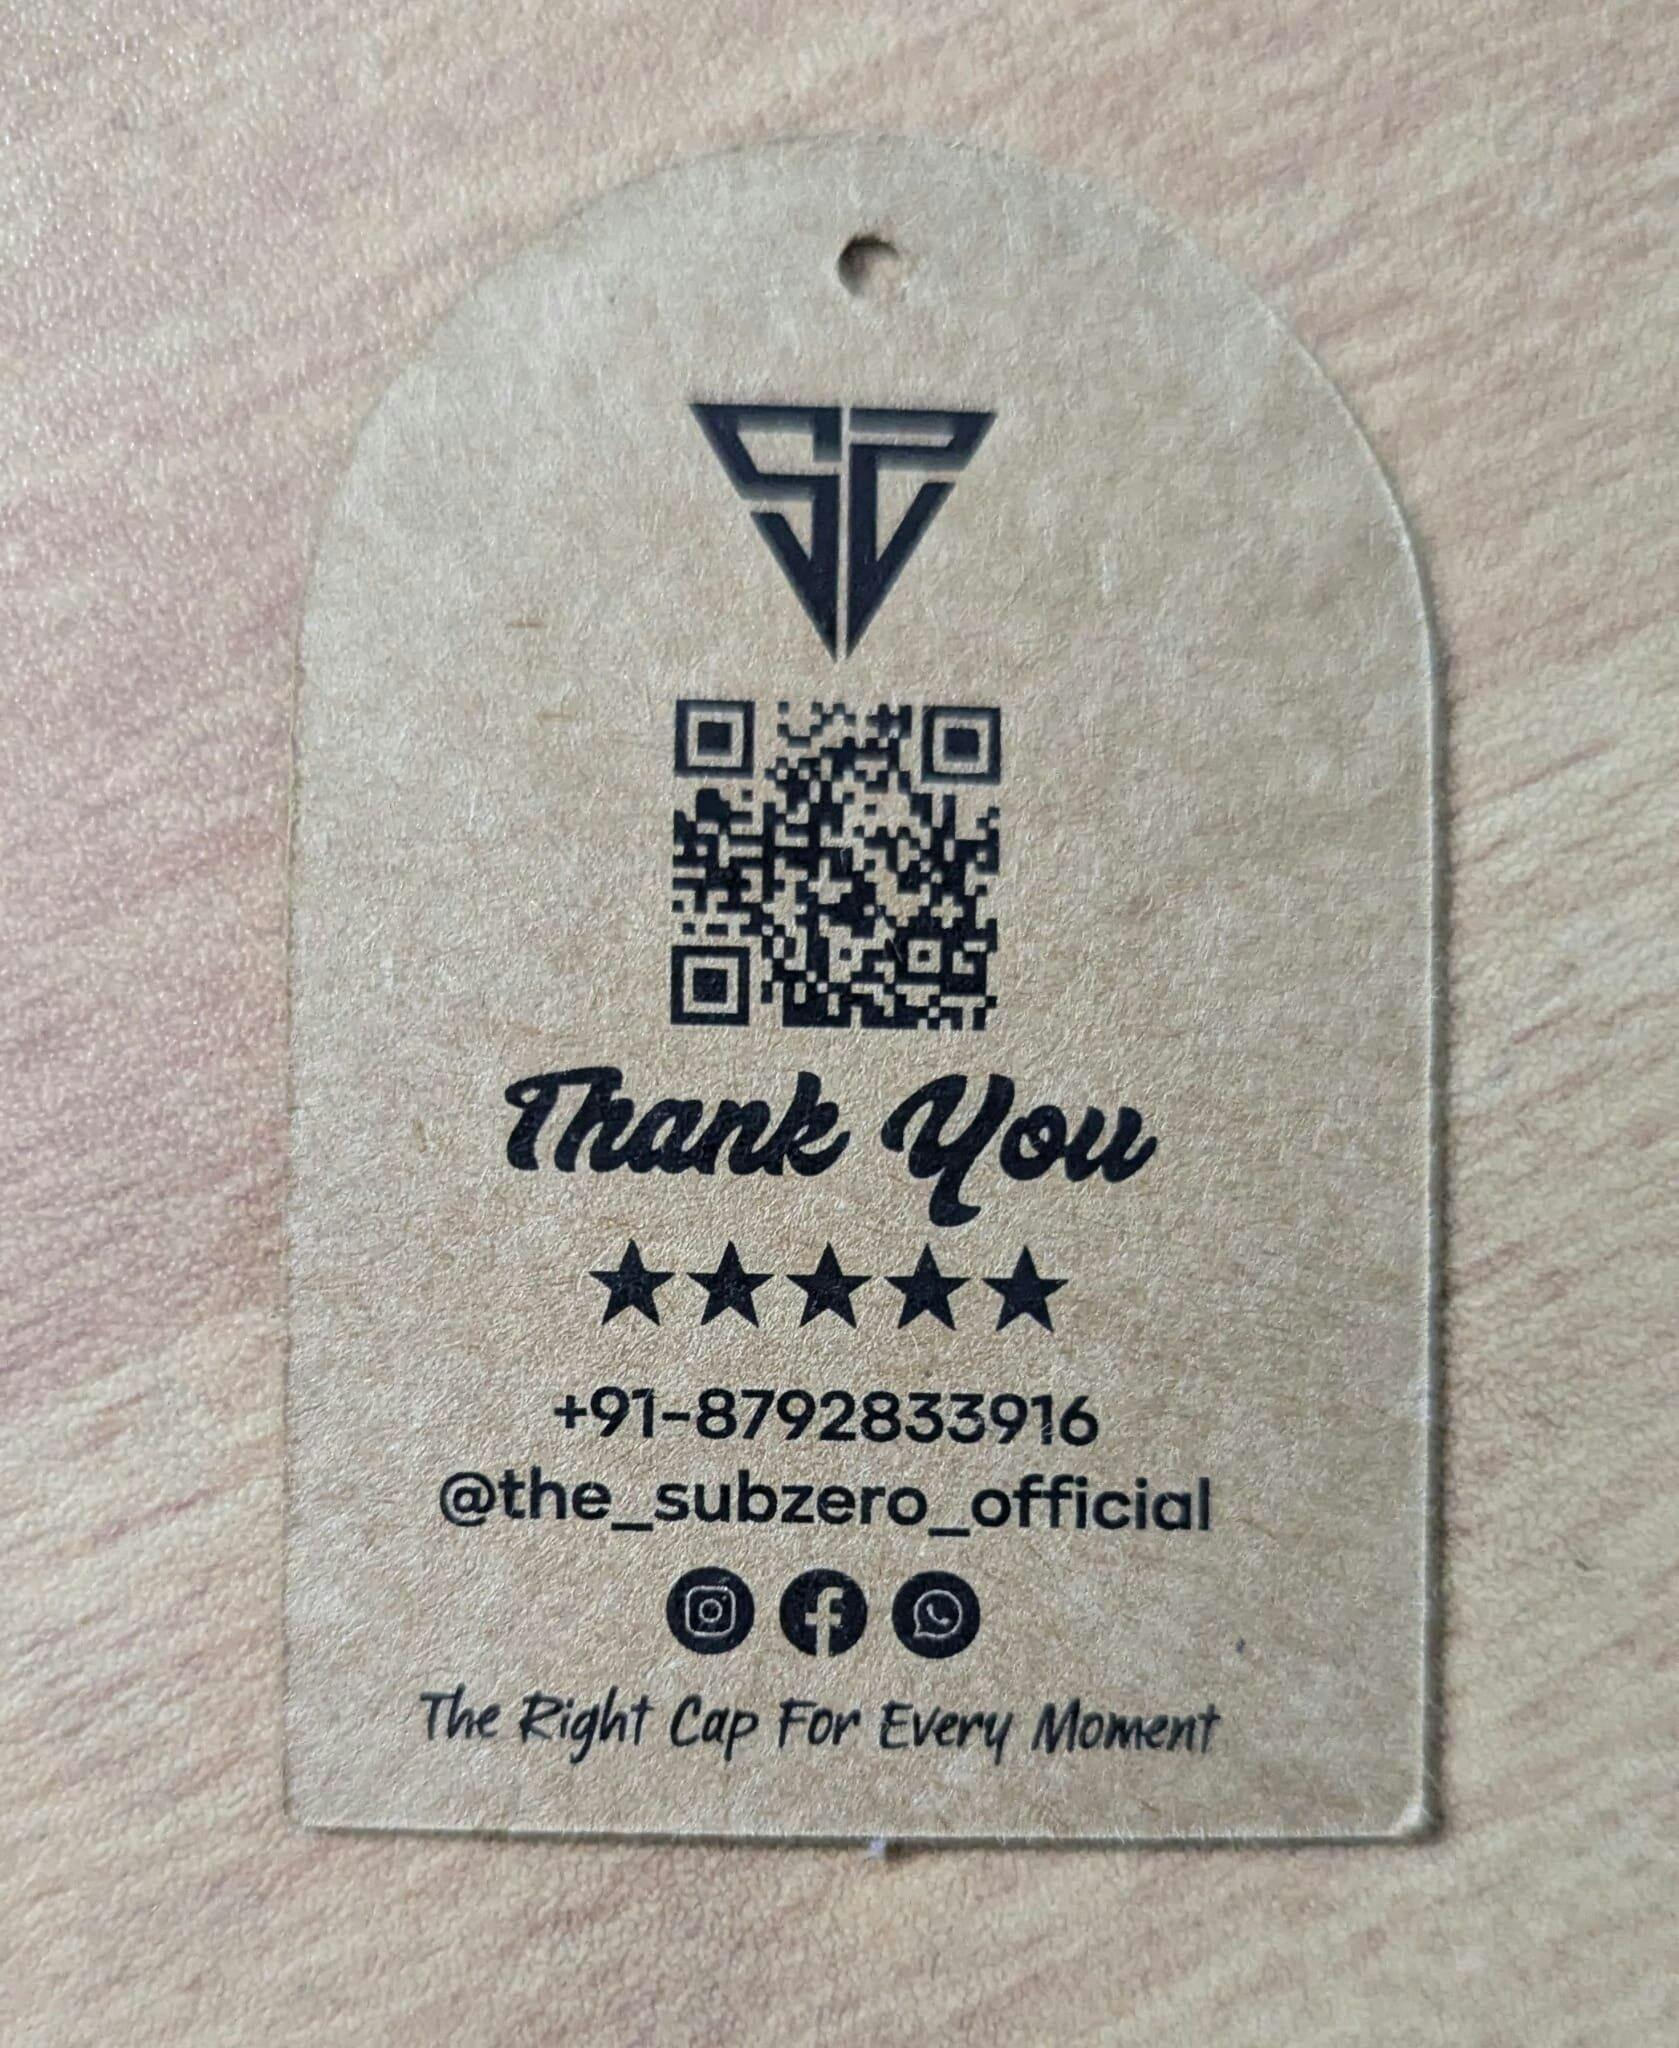 Thank You
+91-8792833916
@the_subzero_official
The Right Cap For Every Moment